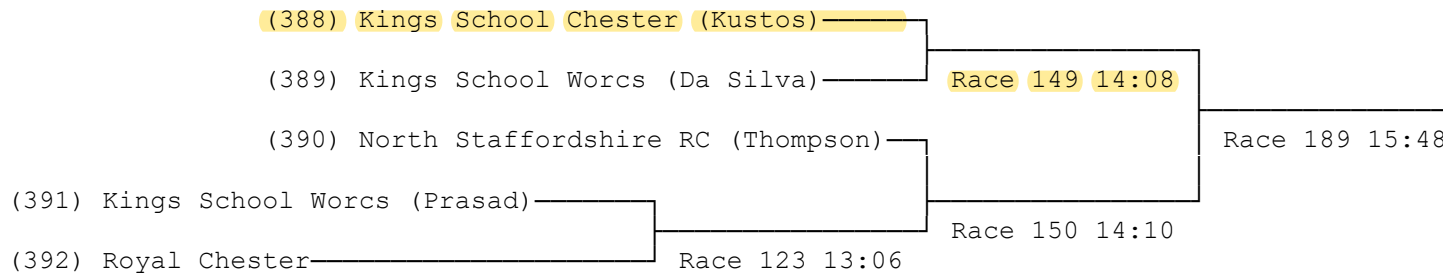 (388) Kings School Chester (Kustos)
(389) Kings School Worcs (Da Silva) Race 149 14:08
(390) North Staffordshire RC (Thompson) Race 189 15:48
(391) Kings School Worcs (Prasad)
Race 150 14:10
(392) Royal Chester Race 123 13:06